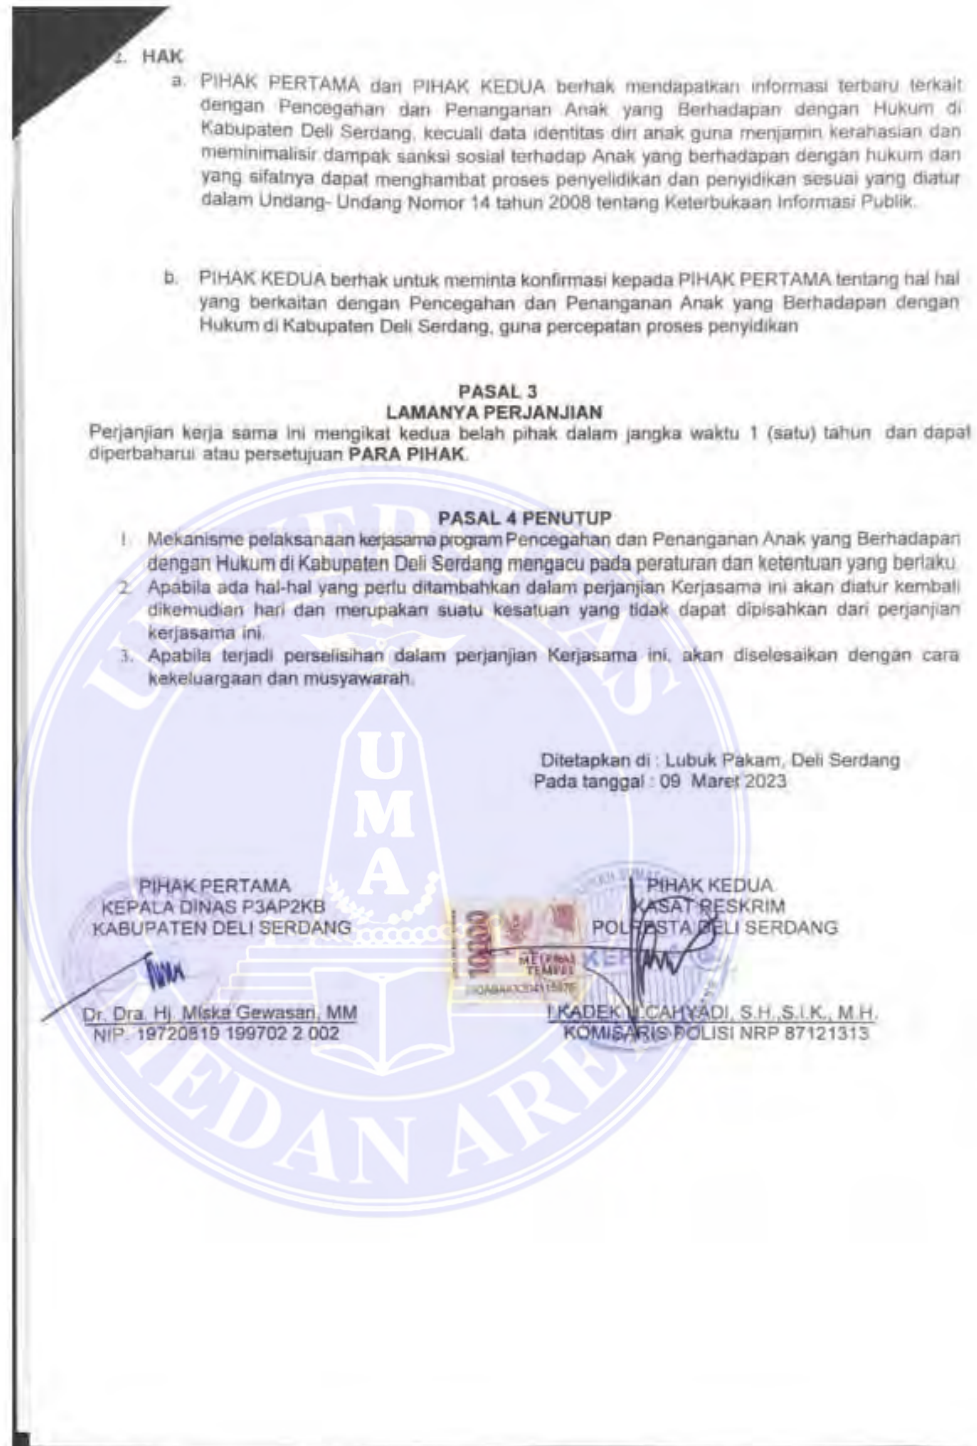 2. HAK
a. PIHAK PERTAMA dan PIHAK KEDUA berhak mendapatkan informasi terbaru terkait
dengan Pencegahan dan Penanganan Anak yang Berhadapan dengan Hukum di
Kabupaten Deli Serdang, kecuali data identitas diri anak guna menjamin kerahasian dan
meminimalisir dampak sanksi sosial terhadap Anak yang berhadapan dengan hukum dan
yang sifatnya dapat menghambat proses penyelidikan dan penyidikan sesuai yang diatur
dalam Undang- Undang Nomor 14 tahun 2008 tentang Keterbukaan Informasi Publik.
b. PIHAK KEDUA berhak untuk meminta konfirmasi kepada PIHAK PERTAMA tentang hal hal
yang berkaitan dengan Pencegahan dan Penanganan Anak yang Berhadapan dengan
Hukum di Kabupaten Deli Serdang, guna percepatan proses penyidikan
PASAL 3
LAMANYA PERJANJIAN
Perjanjian kerja sama ini mengikat kedua belah pihak dalam jangka waktu 1 (satu) tahun dan dapat
diperbaharui atau persetujuan PARA PIHAK.
PASAL 4 PENUTUP
1. Mekanisme pelaksanaan kerjasama program Pencegahan dan Penanganan Anak yang Berhadapan
dengan Hukum di Kabupaten Deli Serdang mengacu pada peraturan dan ketentuan yang berlaku.
2. Apabila ada hal-hal yang perlu ditambahkan dalam perjanjian Kerjasama ini akan diatur kembali
dikemudian hari dan merupakan suatu kesatuan yang tidak dapat dipisahkan dari perjanjian
kerjasama ini.
3. Apabila terjadi perselisihan dalam perjanjian Kerjasama ini, akan diselesaikan dengan cara
kekeluargaan dan musyawarah.
Ditetapkan di : Lubuk Pakam, Deli Serdang
Pada tanggal : 09 Maret 2023
PIHAK PERTAMA
KEPALA DINAS P3AP2KB
KABUPATEN DELI SERDANG
Dr. Dra. Hj. Miska Gewasan, MM
NIP. 19720819 199702 2 002
10000
METERAI
TEMPEL
PIHAK KEDUA
KASAT RESKRIM
POLRESTA DELI SERDANG
I KADEK H CAHYADI, S.H.,S.I.K., M.H.
KOMISARIS POLISI NRP 87121313
UNIVERSITAS
UMA
MEDAN AREA